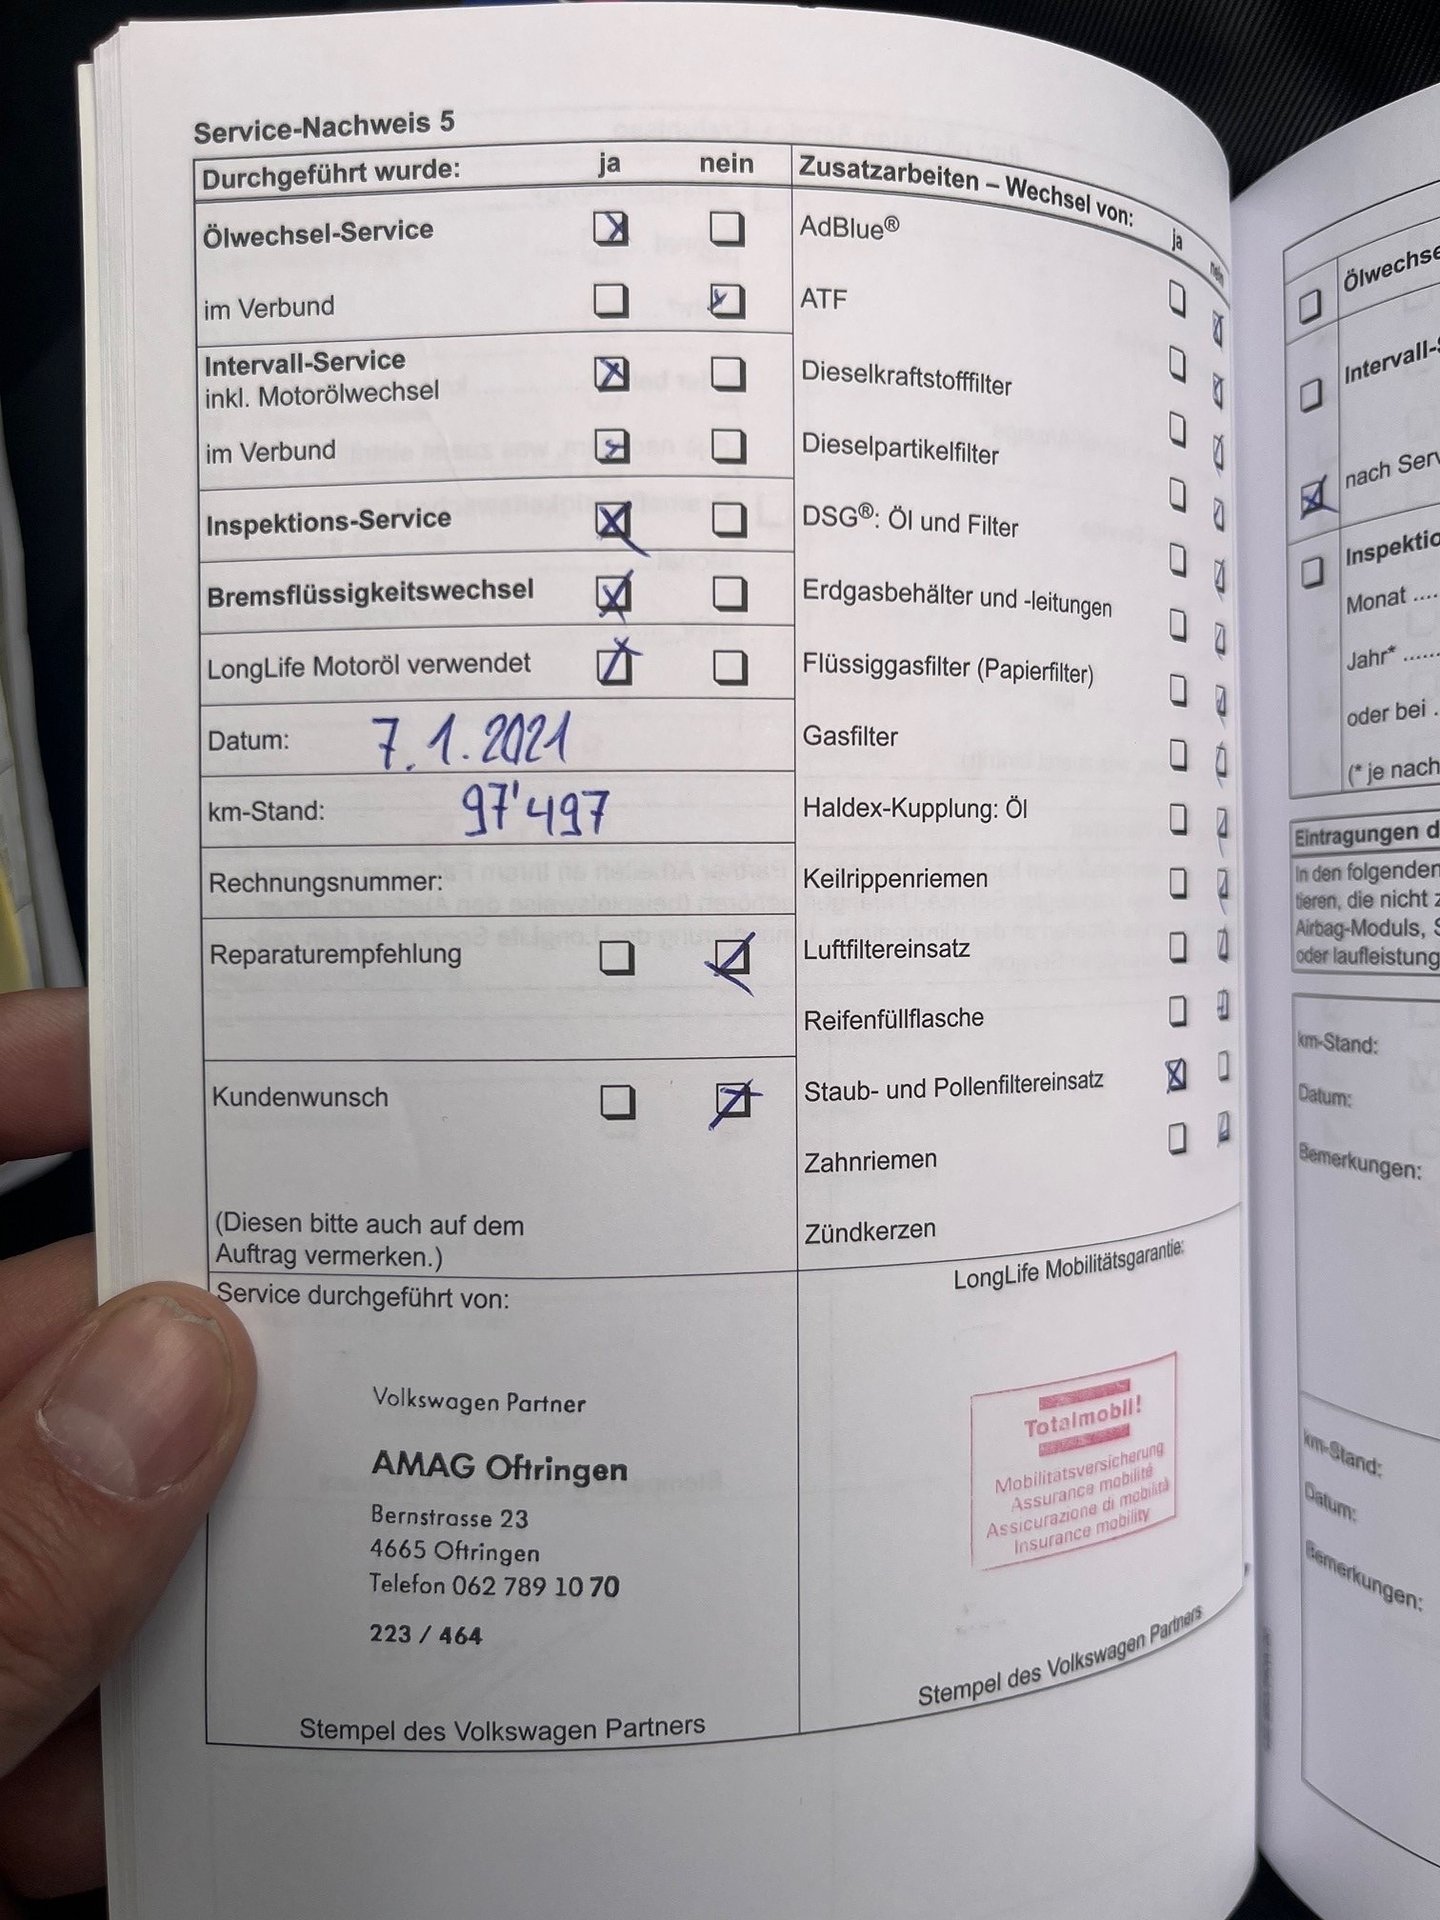 Service-Nachweis 5
Durchgeführt wurde: ja nein
Ölwechsel-Service
im Verbund
Intervall-Service
inkl. Motorölwechsel
im Verbund
Inspektions-Service
Bremsflüssigkeitswechsel
LongLife Motoröl verwendet
Datum: 7.1.2021
km-Stand: 97'497
Rechnungsnummer:
Reparaturempfehlung
Kundenwunsch
(Diesen bitte auch auf dem
Auftrag vermerken.)
Service durchgeführt von:
Volkswagen Partner
AMAG Oftringen
Bernstrasse 23
4665 Oftringen
Telefon 062 789 10 70
223 / 464
Stempel des Volkswagen Partners
Zusatzarbeiten – Wechsel von:
ja nein
AdBlue®
ATF
Dieselkraftstofffilter
Dieselpartikelfilter
DSG®: Öl und Filter
Erdgasbehälter und -leitungen
Flüssiggasfilter (Papierfilter)
Gasfilter
Haldex-Kupplung: Öl
Keilrippenriemen
Luftfiltereinsatz
Reifenfüllflasche
Staub- und Pollenfiltereinsatz
Zahnriemen
Zündkerzen
LongLife Mobilitätsgarantie:
Totalmobil!
Mobilitätsversicherung
Assurance mobilité
Assicurazione di mobilità
Insurance mobility
Stempel des Volkswagen Partners
Ölwechse
Intervall-S
nach Serv
Inspektio
Monat ....
Jahr* ......
oder bei .
(* je nach
Eintragungen d
In den folgenden
tieren, die nicht z
Airbag-Moduls, S
oder laufleistung
km-Stand:
Datum:
Bemerkungen:
km-Stand:
Datum:
Bemerkungen: